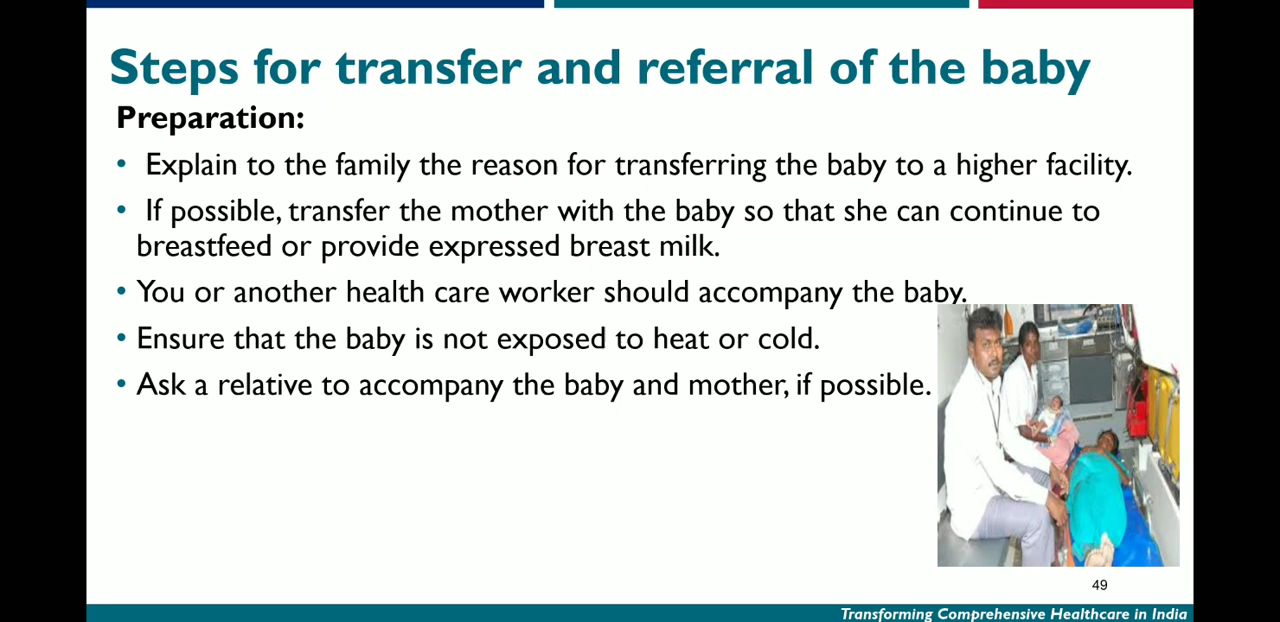 Steps for transfer and referral of the baby
Preparation:
• Explain to the family the reason for transferring the baby to a higher facility.
• If possible, transfer the mother with the baby so that she can continue to
breastfeed or provide expressed breast milk.
• You or another health care worker should accompany the baby.
• Ensure that the baby is not exposed to heat or cold.
• Ask a relative to accompany the baby and mother, if possible.
49
Transforming Comprehensive Healthcare in India